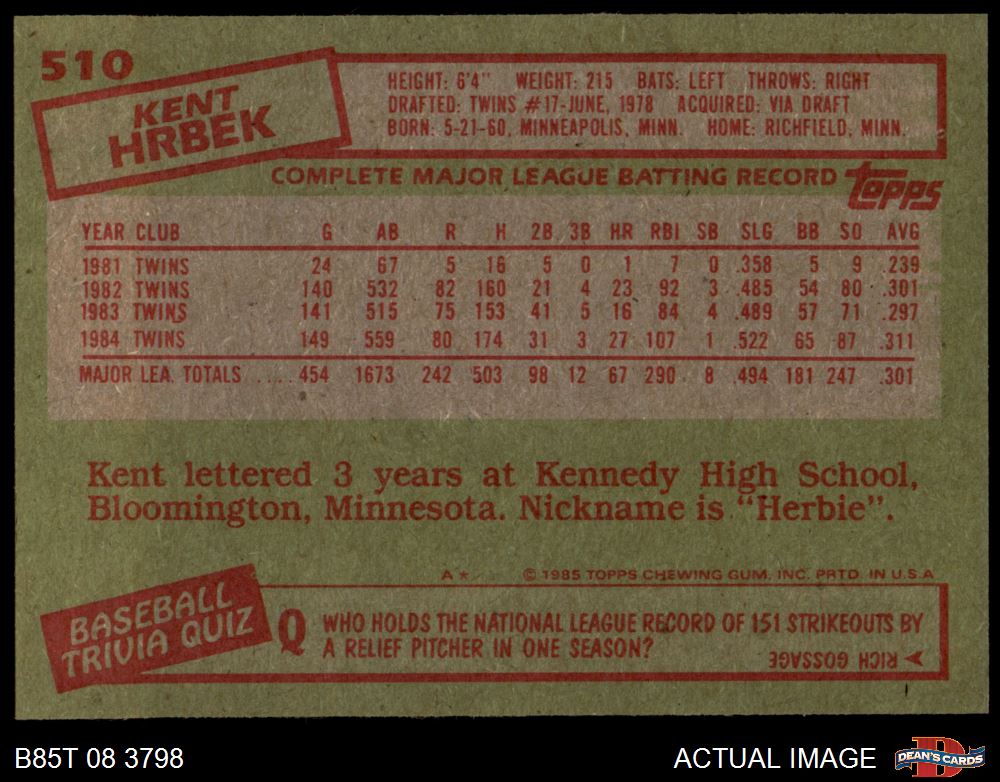 510
KENT
HRBEK
HEIGHT: 6'4" WEIGHT: 215 BATS: LEFT THROWS: RIGHT
DRAFTED: TWINS #17-JUNE, 1978 ACQUIRED: VIA DRAFT
BORN: 5-21-60, MINNEAPOLIS, MINN. HOME: RICHFIELD, MINN.
COMPLETE MAJOR LEAGUE BATTING RECORD topps
YEAR CLUB G AB R H 2B 3B HR RBI SB SLG BB SO AVG
1981 TWINS 24 67 5 16 5 0 1 7 0 .358 5 9 .239
1982 TWINS 140 532 82 160 21 4 23 92 3 .485 54 80 .301
1983 TWINS 141 515 75 153 41 5 16 84 4 .489 57 71 .297
1984 TWINS 149 559 80 174 31 3 27 107 1 .522 65 87 .311
MAJOR LEA. TOTALS .... 454 1673 242 503 98 12 67 290 8 .494 181 247 .301
Kent lettered 3 years at Kennedy High School,
Bloomington, Minnesota. Nickname is "Herbie".
A * © 1985 TOPPS CHEWING GUM, INC. PRTD. IN U.S.A.
BASEBALL
TRIVIA QUIZ
Q WHO HOLDS THE NATIONAL LEAGUE RECORD OF 151 STRIKEOUTS BY
A RELIEF PITCHER IN ONE SEASON?
RICH GOSSAGE
B85T 08 3798
ACTUAL IMAGE
D
DEAN'S CARDS